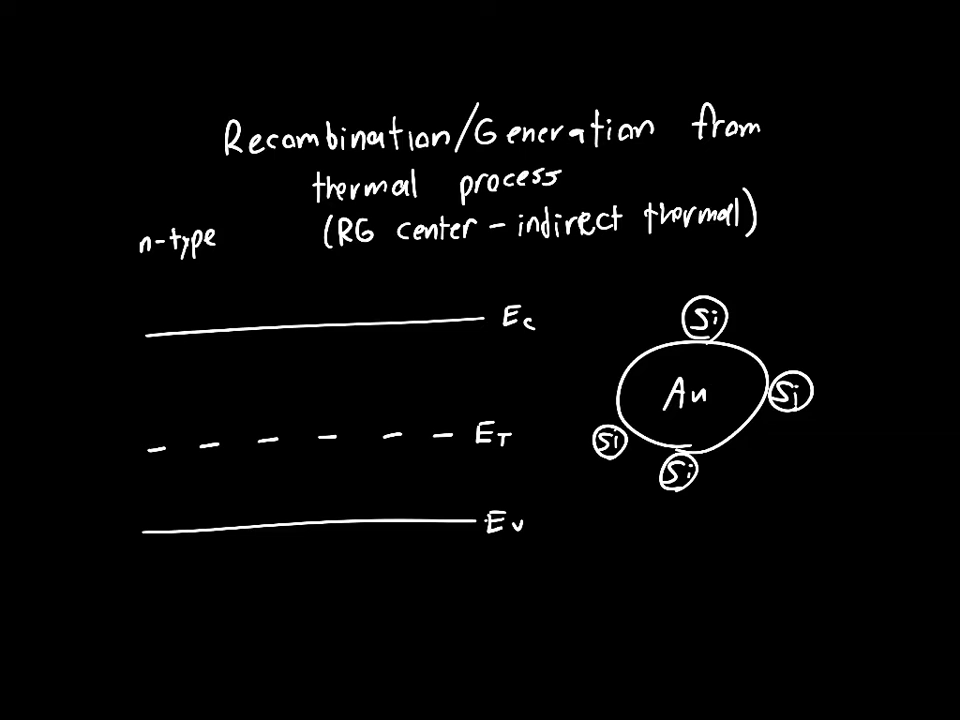 Recombination/Generation from
thermal process
(RG center - indirect thermal)
n-type
Ec
ET
Ev
Si
Au
Si
Si
Si